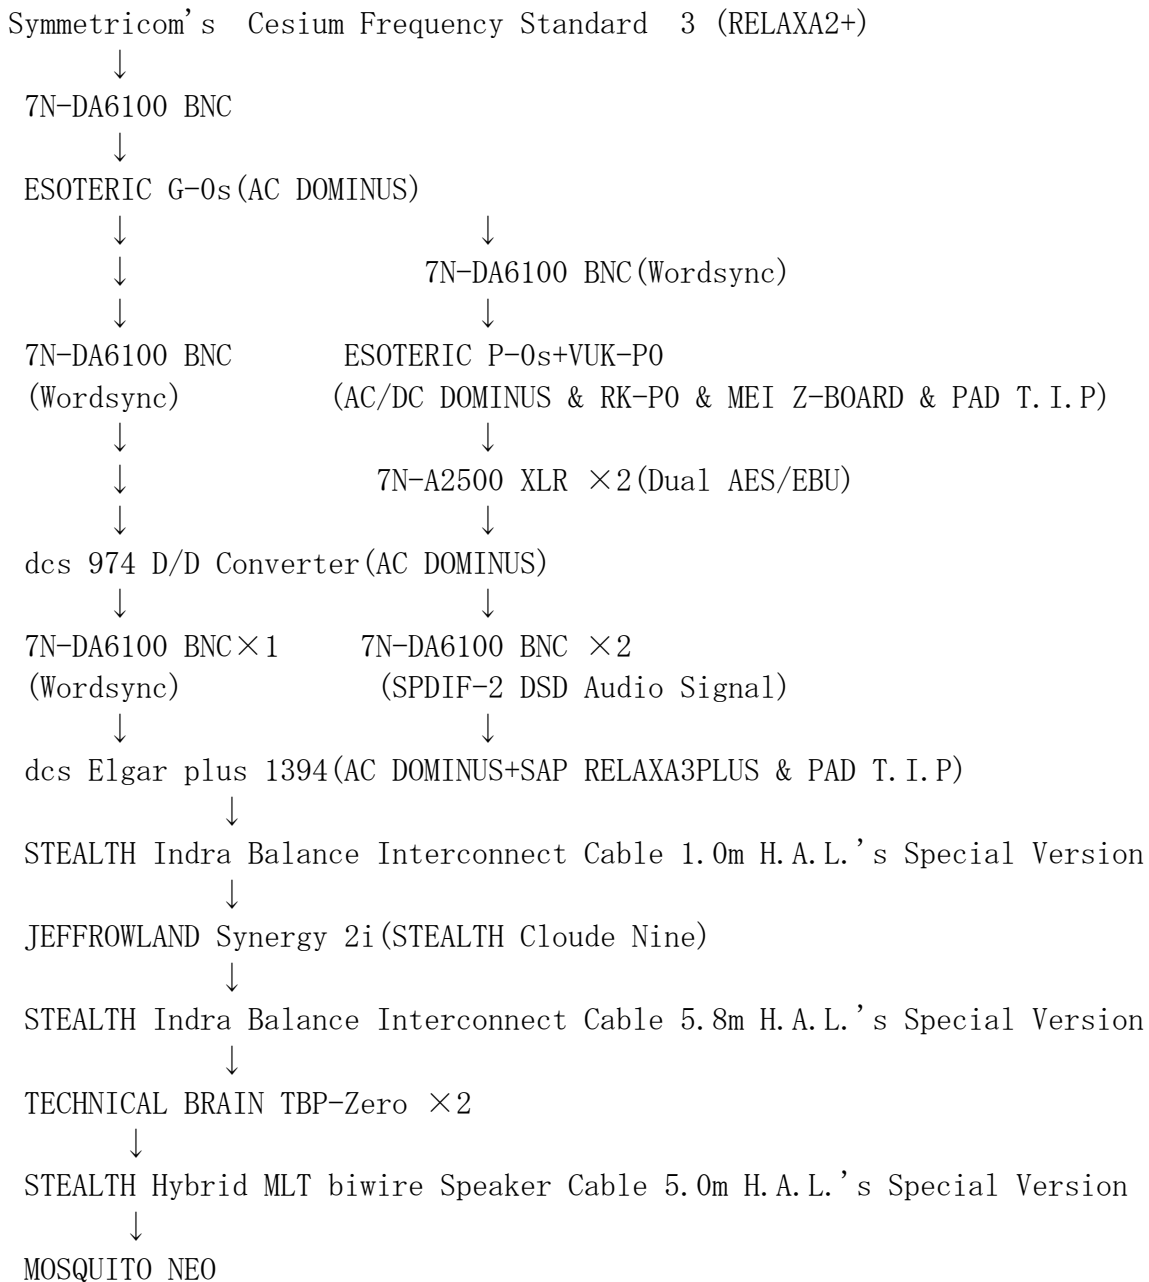 Symmetricom's  Cesium Frequency Standard  3 (RELAXA2+)
↓
7N-DA6100 BNC
↓
ESOTERIC G-0s(AC DOMINUS)
↓ ↓
↓ 7N-DA6100 BNC(Wordsync)
↓ ↓
7N-DA6100 BNC ESOTERIC P-0s+VUK-P0
(Wordsync) (AC/DC DOMINUS & RK-P0 & MEI Z-BOARD & PAD T.I.P)
↓ ↓
↓ 7N-A2500 XLR ×2(Dual AES/EBU)
↓ ↓
dcs 974 D/D Converter(AC DOMINUS)
↓ ↓
7N-DA6100 BNC×1 7N-DA6100 BNC ×2
(Wordsync) (SPDIF-2 DSD Audio Signal)
↓ ↓
dcs Elgar plus 1394(AC DOMINUS+SAP RELAXA3PLUS & PAD T.I.P)
↓
STEALTH Indra Balance Interconnect Cable 1.0m H.A.L.'s Special Version
↓
JEFFROWLAND Synergy 2i(STEALTH Cloude Nine)
↓
STEALTH Indra Balance Interconnect Cable 5.8m H.A.L.'s Special Version
↓
TECHNICAL BRAIN TBP-Zero ×2
↓
STEALTH Hybrid MLT biwire Speaker Cable 5.0m H.A.L.'s Special Version
↓
MOSQUITO NEO